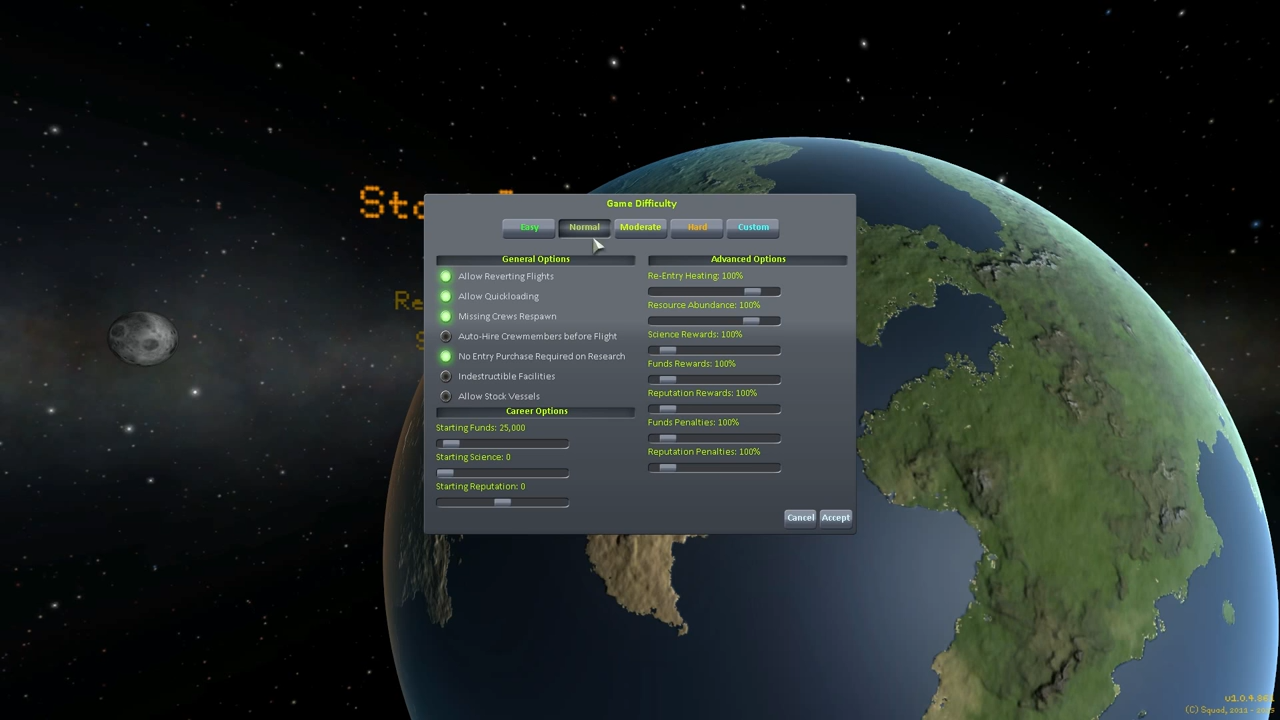 Game Difficulty
Easy Normal Moderate Hard Custom
General Options
Allow Reverting Flights
Allow Quickloading
Missing Crews Respawn
Auto-Hire Crewmembers before Flight
No Entry Purchase Required on Research
Indestructible Facilities
Allow Stock Vessels
Career Options
Starting Funds: 25,000
Starting Science: 0
Starting Reputation: 0
Advanced Options
Re-Entry Heating: 100%
Resource Abundance: 100%
Science Rewards: 100%
Funds Rewards: 100%
Reputation Rewards: 100%
Funds Penalties: 100%
Reputation Penalties: 100%
Cancel Accept
(C) Squad, 2011 - 2015